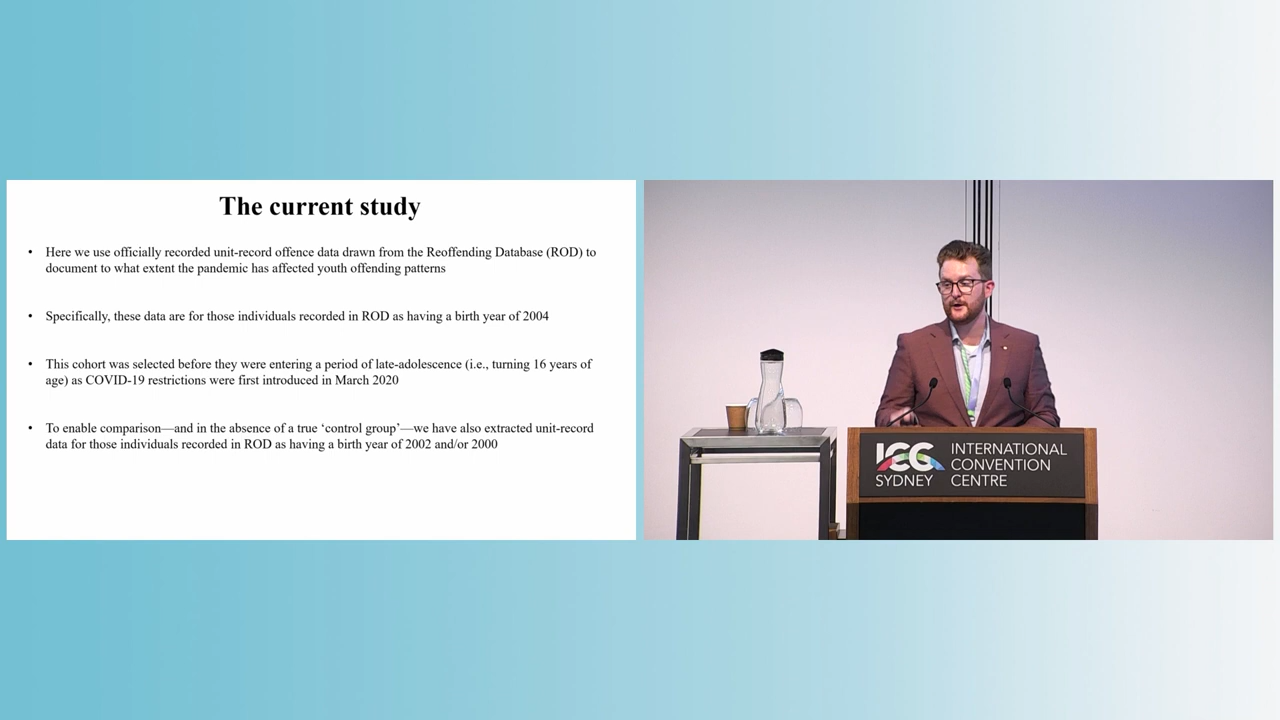 The current study
• Here we use officially recorded unit-record offence data drawn from the Reoffending Database (ROD) to
document to what extent the pandemic has affected youth offending patterns
• Specifically, these data are for those individuals recorded in ROD as having a birth year of 2004
• This cohort was selected before they were entering a period of late-adolescence (i.e., turning 16 years of
age) as COVID-19 restrictions were first introduced in March 2020
• To enable comparison—and in the absence of a true ‘control group’—we have also extracted unit-record
data for those individuals recorded in ROD as having a birth year of 2002 and/or 2000
ICC
SYDNEY
INTERNATIONAL
CONVENTION
CENTRE